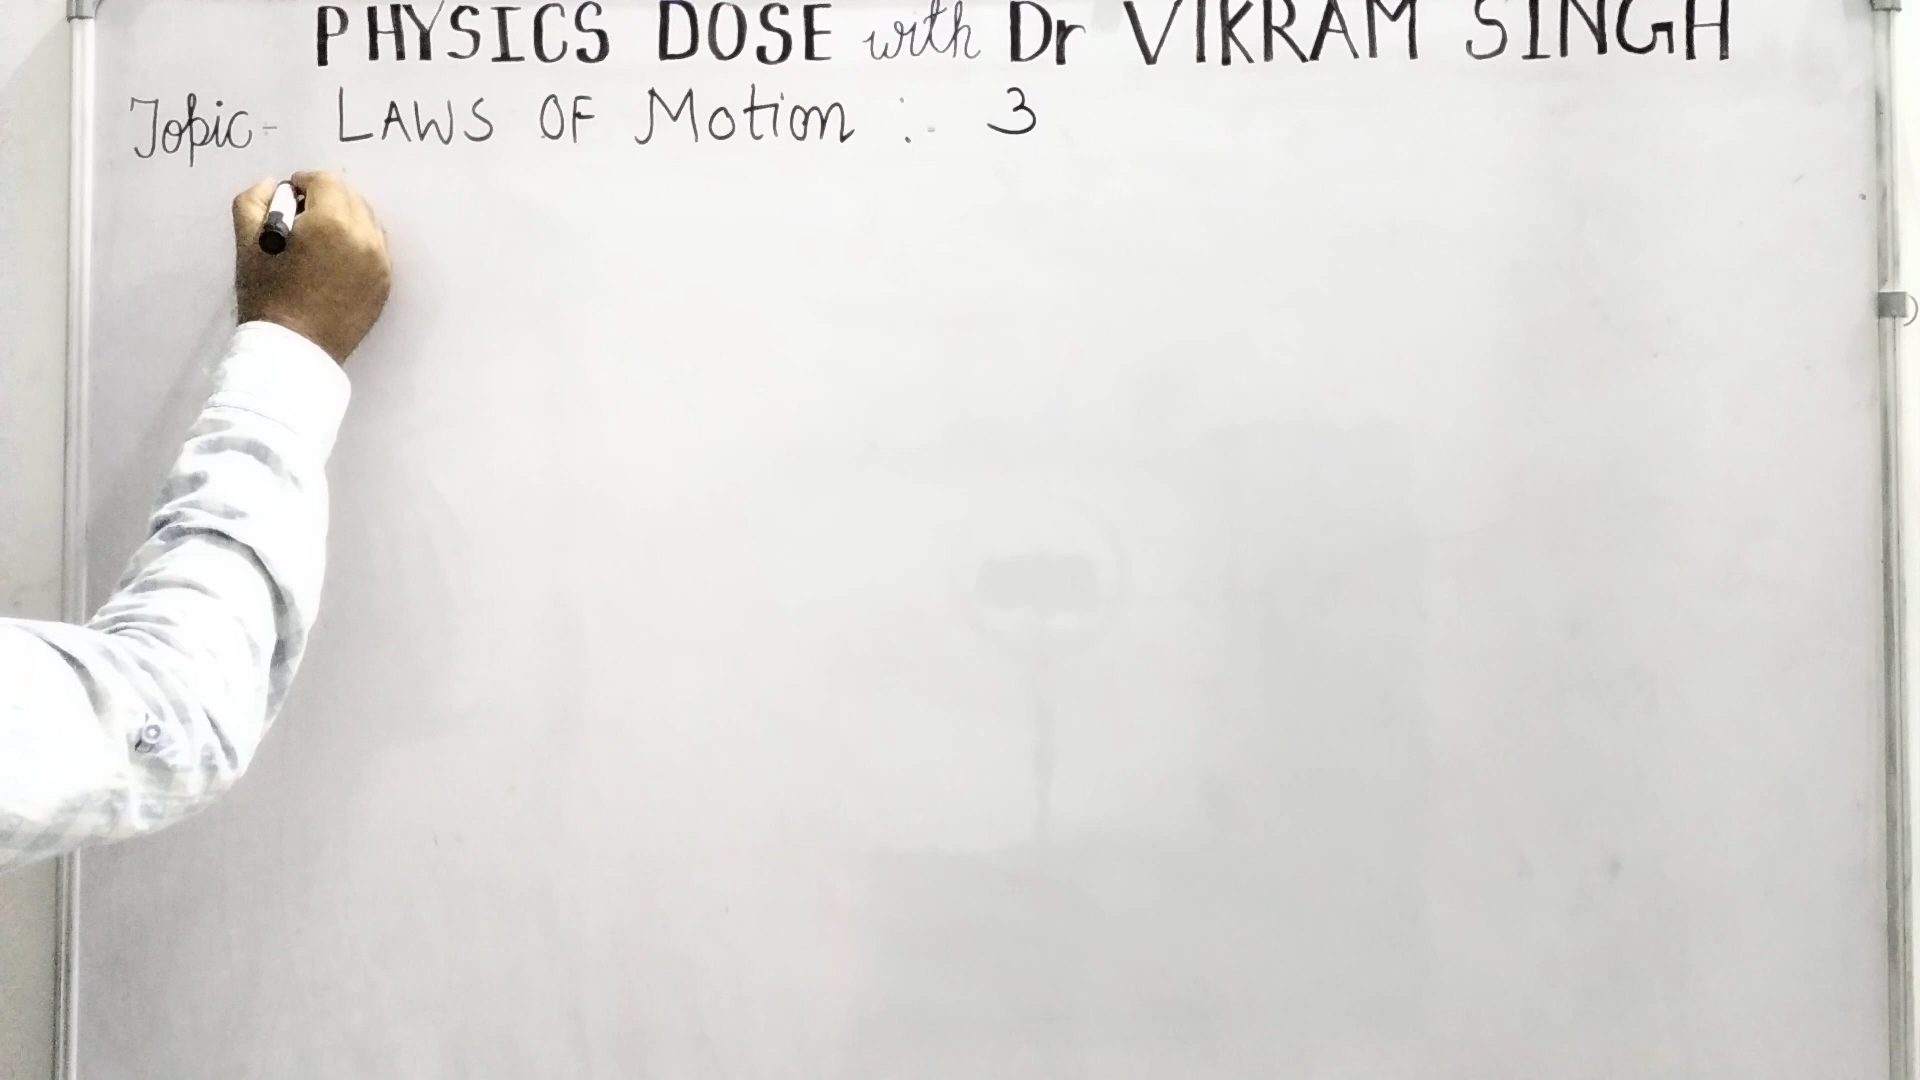 PHYSICS DOSE with Dr VIKRAM SINGH
Topic- LAWS OF Motion :- 3